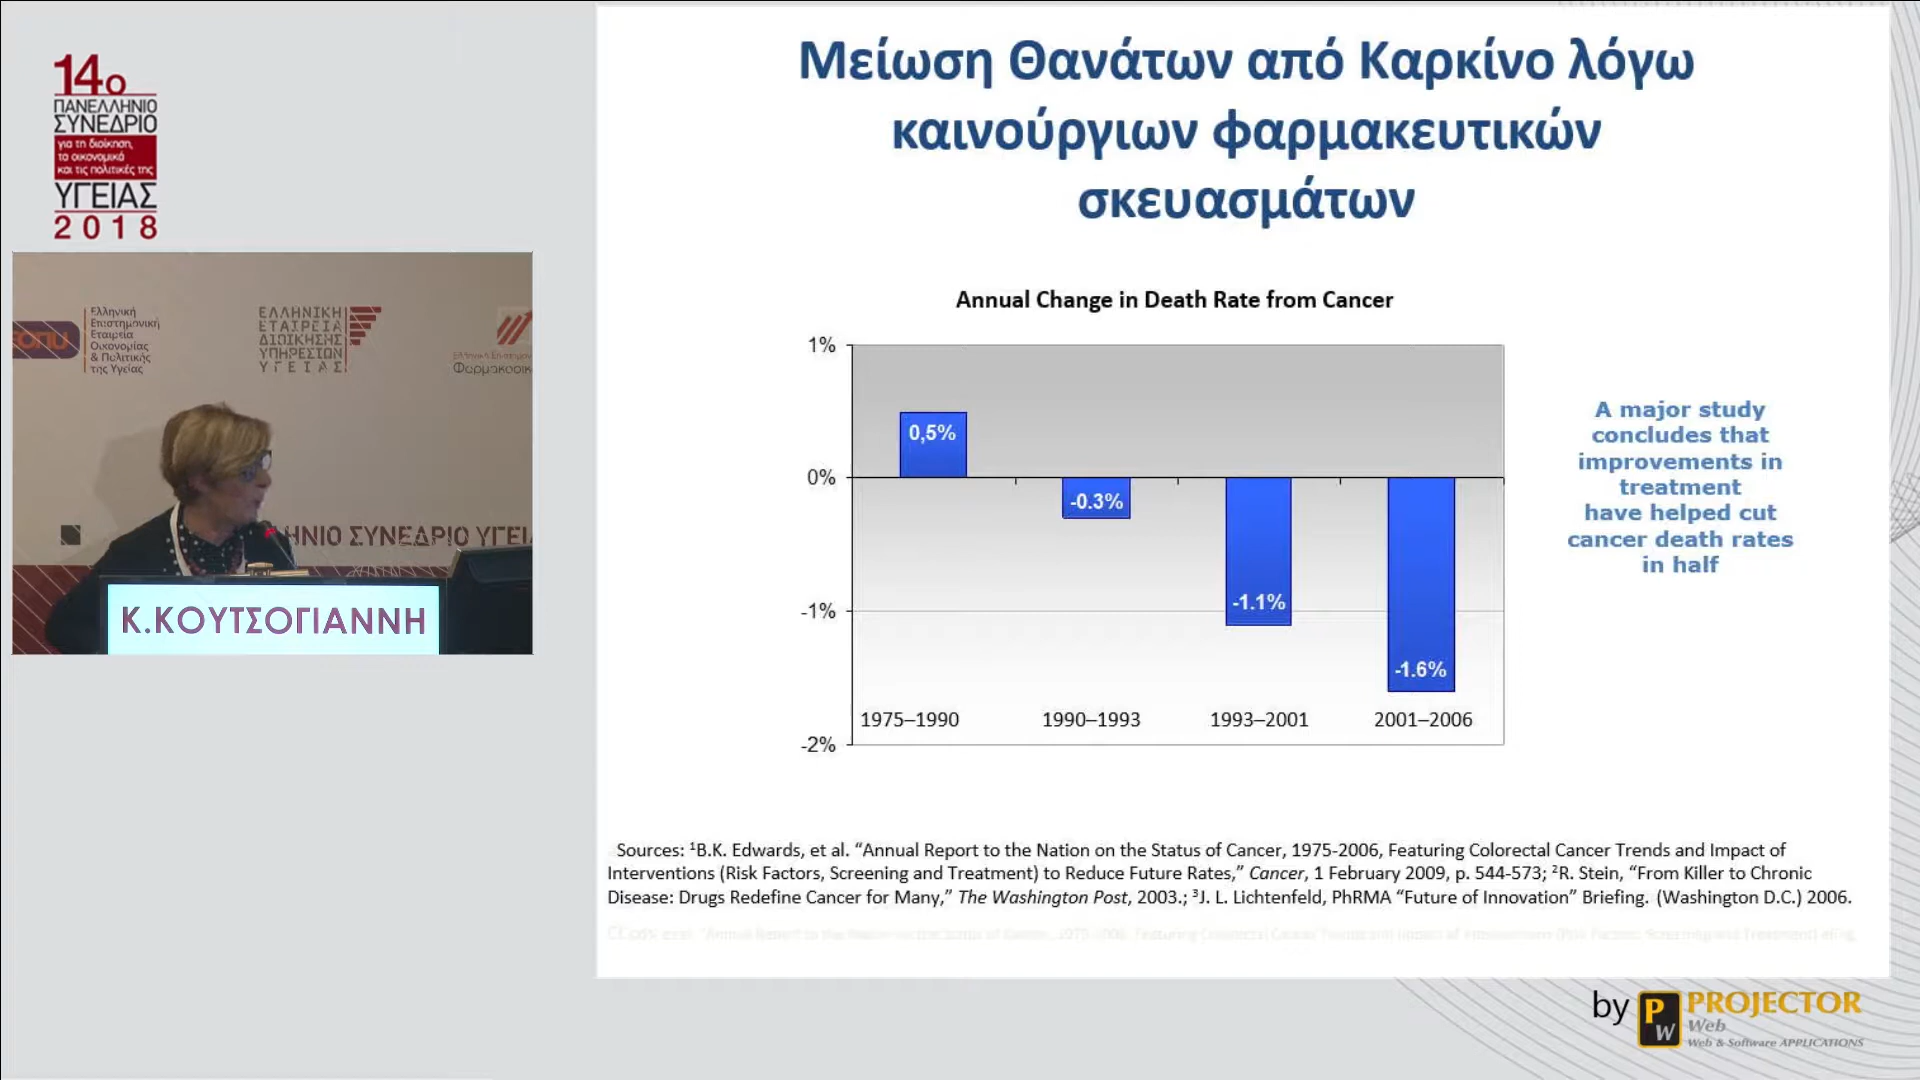 14ο
ΠΑΝΕΛΛΗΝΙΟ
ΣΥΝΕΔΡΙΟ
για τη διοίκηση,
τα οικονομικά
και τις πολιτικές της
ΥΓΕΙΑΣ
2018
Ελληνική
Επιστημονική
Εταιρεία
Οικονομίας
& Πολιτικής
της Υγείας
ΕΛΛΗΝΙΚΗ
ΕΤΑΙΡΕΙΑ
ΔΙΟΙΚΗΣΗΣ
ΥΠΗΡΕΣΙΩΝ
ΥΓΕΙΑΣ
ΗΝΙΟ ΣΥΝΕΔΡΙΟ ΥΓΕΙ
Κ.ΚΟΥΤΣΟΓΙΑΝΝΗ
Μείωση Θανάτων από Καρκίνο λόγω
καινούργιων φαρμακευτικών
σκευασμάτων
Annual Change in Death Rate from Cancer
1%
0%
-1%
-2%
0,5%
-0.3%
-1.1%
-1.6%
1975–1990
1990–1993
1993–2001
2001–2006
A major study
concludes that
improvements in
treatment
have helped cut
cancer death rates
in half
Sources: ¹B.K. Edwards, et al. “Annual Report to the Nation on the Status of Cancer, 1975-2006, Featuring Colorectal Cancer Trends and Impact of
Interventions (Risk Factors, Screening and Treatment) to Reduce Future Rates,” Cancer, 1 February 2009, p. 544-573; ²R. Stein, “From Killer to Chronic
Disease: Drugs Redefine Cancer for Many,” The Washington Post, 2003.; ³J. L. Lichtenfeld, PhRMA “Future of Innovation” Briefing. (Washington D.C.) 2006.
by PW PROJECTOR
Web
Web & Software APPLICATIONS